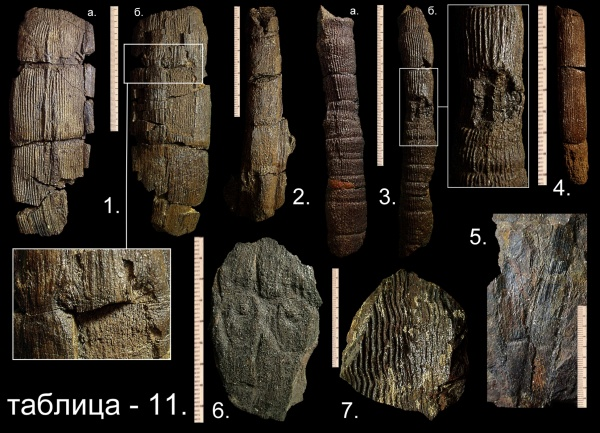 а. б. а. б.
1. 2. 3. 4.
5.
6. 7.
таблица - 11.